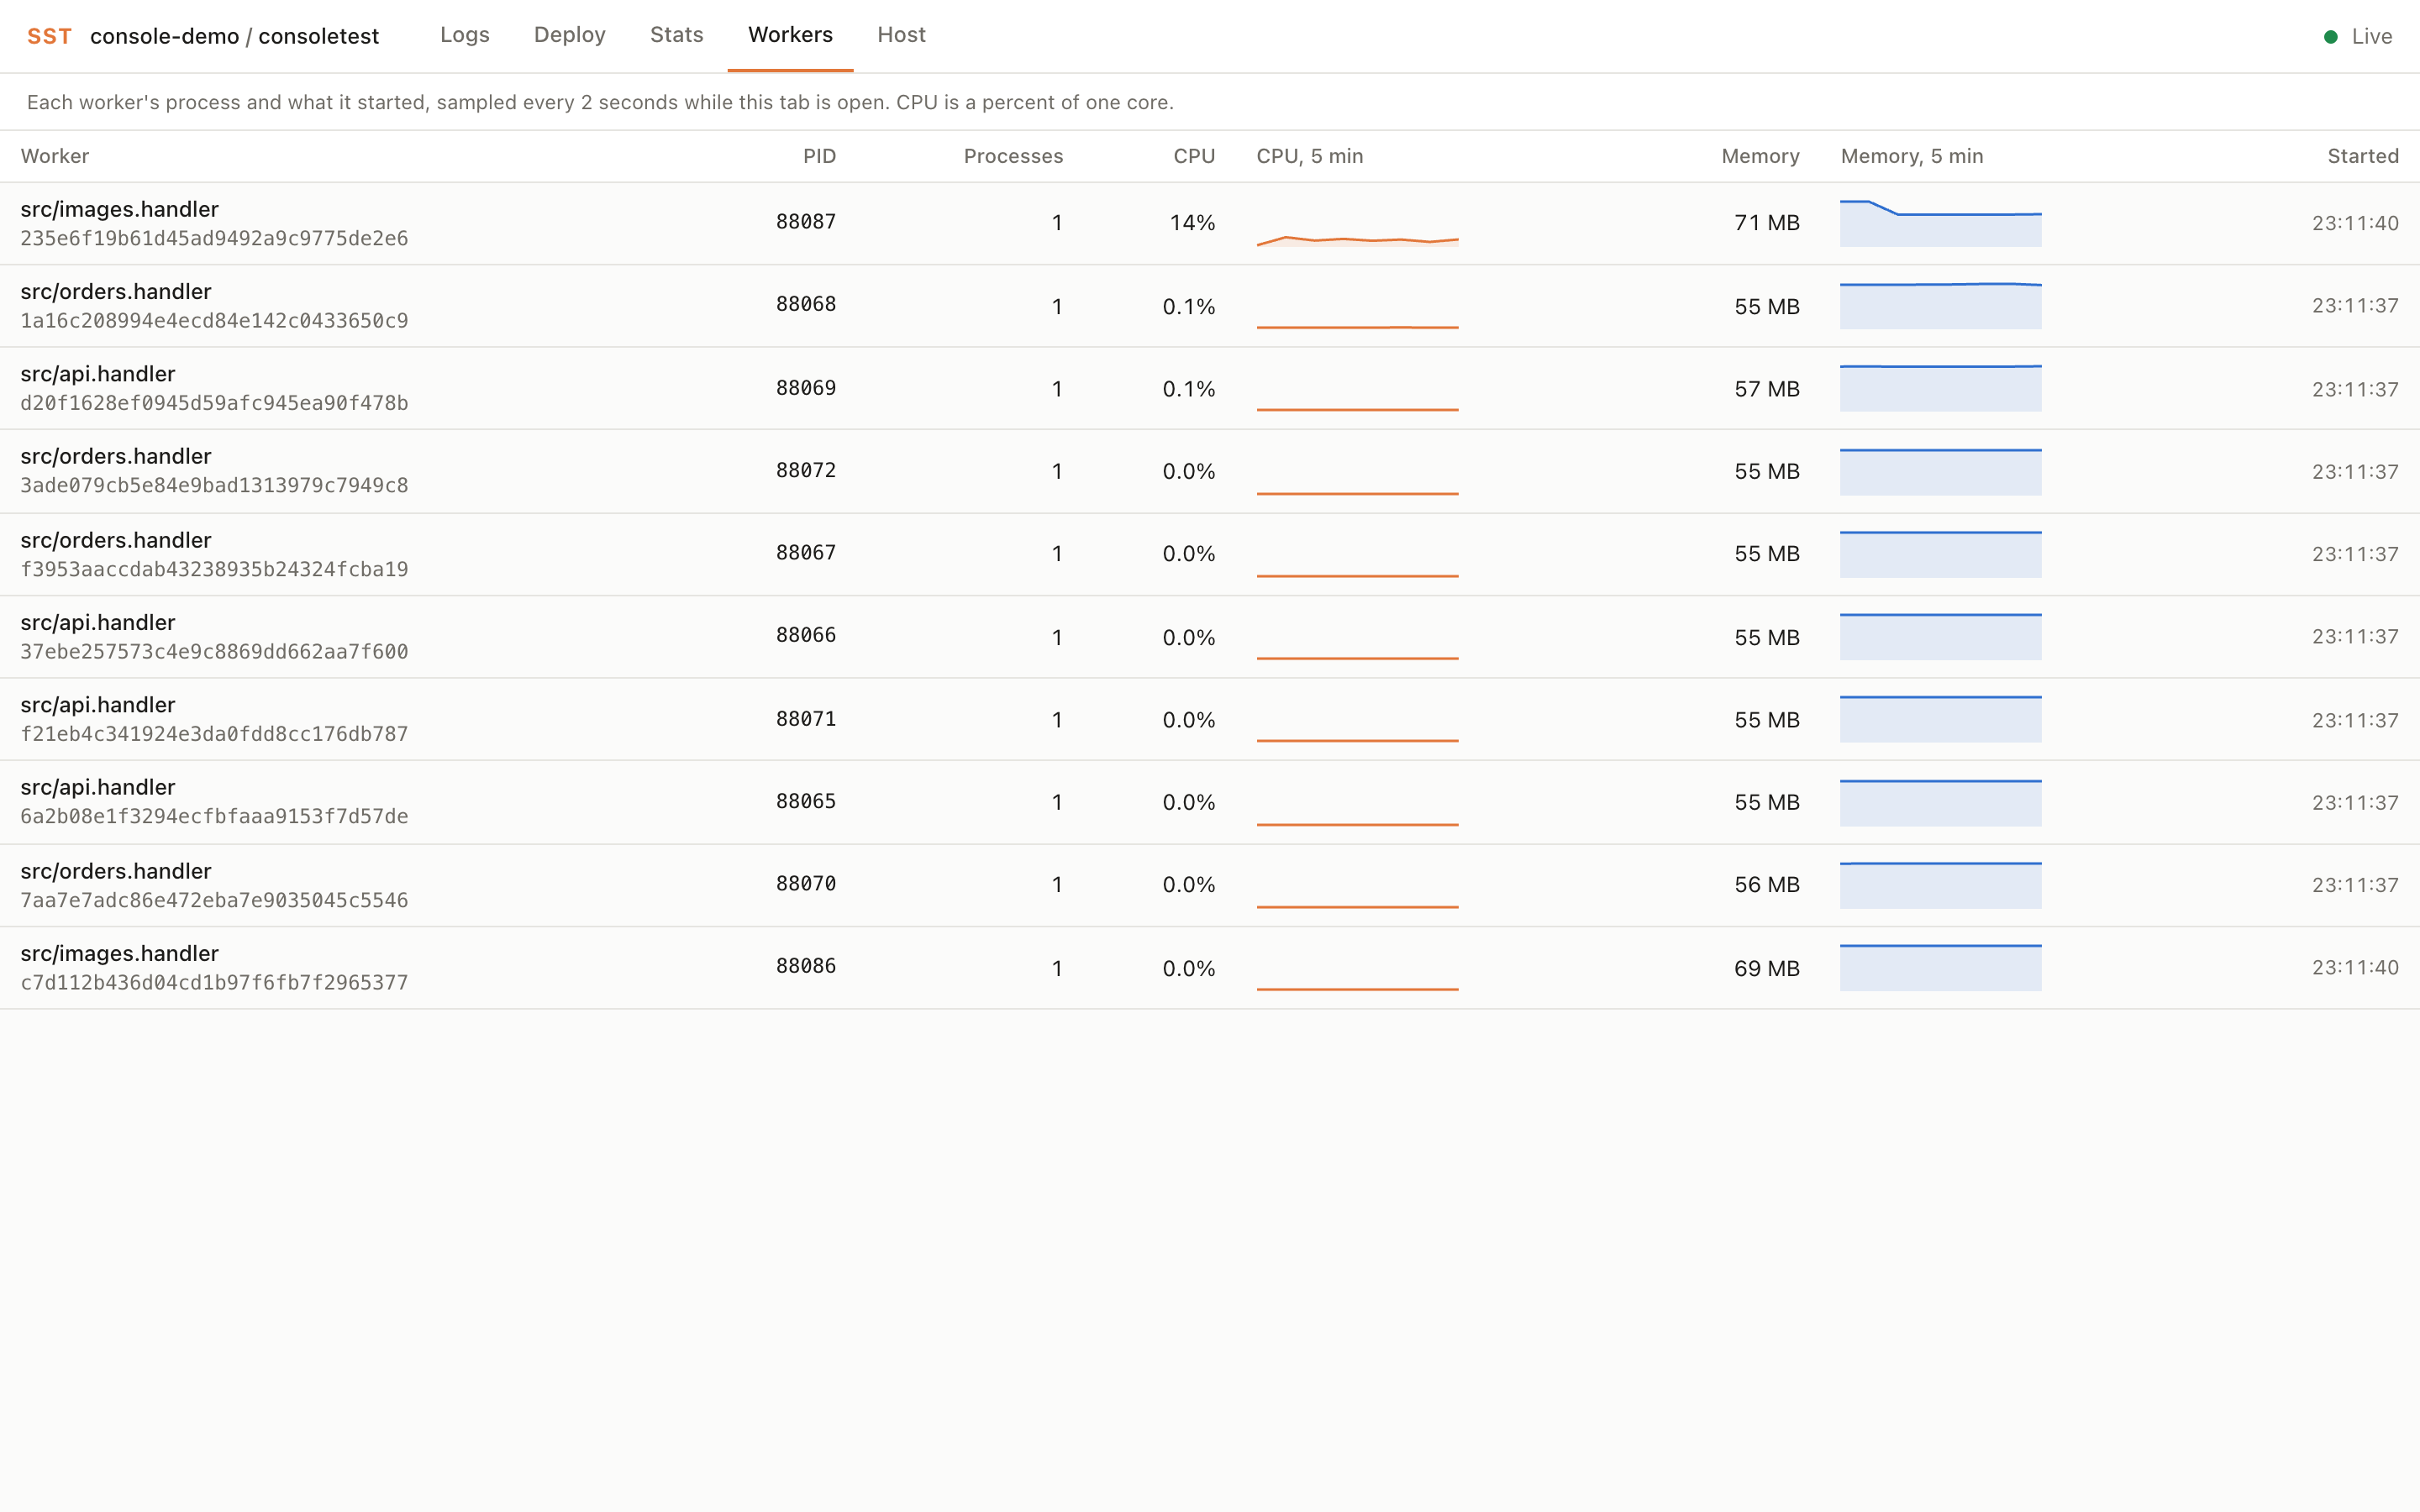 SST console-demo / consoletest Logs Deploy Stats Workers Host Live
Each worker's process and what it started, sampled every 2 seconds while this tab is open. CPU is a percent of one core.
Worker PID Processes CPU CPU, 5 min Memory Memory, 5 min Started
src/images.handler
235e6f19b61d45ad9492a9c9775de2e6 88087 1 14% 71 MB 23:11:40
src/orders.handler
1a16c208994e4ecd84e142c0433650c9 88068 1 0.1% 55 MB 23:11:37
src/api.handler
d20f1628ef0945d59afc945ea90f478b 88069 1 0.1% 57 MB 23:11:37
src/orders.handler
3ade079cb5e84e9bad1313979c7949c8 88072 1 0.0% 55 MB 23:11:37
src/orders.handler
f3953aaccdab43238935b24324fcba19 88067 1 0.0% 55 MB 23:11:37
src/api.handler
37ebe257573c4e9c8869dd662aa7f600 88066 1 0.0% 55 MB 23:11:37
src/api.handler
f21eb4c341924e3da0fdd8cc176db787 88071 1 0.0% 55 MB 23:11:37
src/api.handler
6a2b08e1f3294ecfbfaaa9153f7d57de 88065 1 0.0% 55 MB 23:11:37
src/orders.handler
7aa7e7adc86e472eba7e9035045c5546 88070 1 0.0% 56 MB 23:11:37
src/images.handler
c7d112b436d04cd1b97f6fb7f2965377 88086 1 0.0% 69 MB 23:11:40